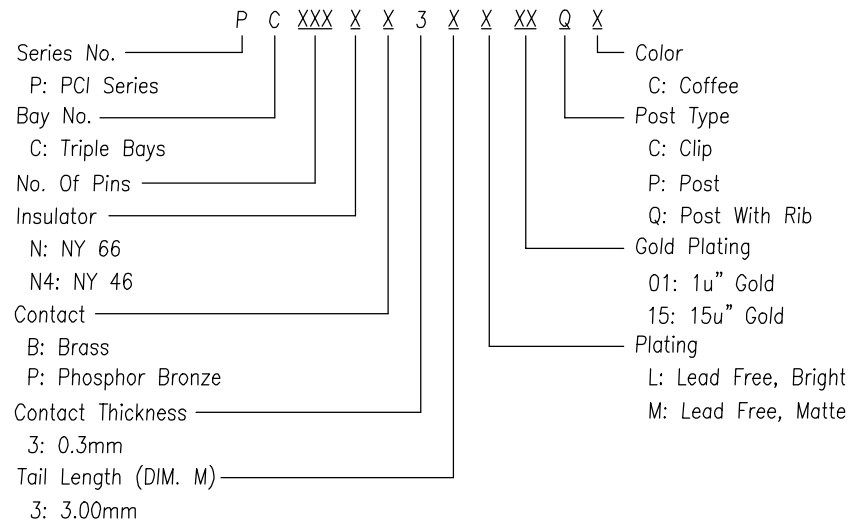 P C XXX X X 3 X X XX Q X
Series No.
P: PCI Series
Bay No.
C: Triple Bays
No. Of Pins
Insulator
N: NY 66
N4: NY 46
Contact
B: Brass
P: Phosphor Bronze
Contact Thickness
3: 0.3mm
Tail Length (DIM. M)
3: 3.00mm
Color
C: Coffee
Post Type
C: Clip
P: Post
Q: Post With Rib
Gold Plating
01: 1u" Gold
15: 15u" Gold
Plating
L: Lead Free, Bright
M: Lead Free, Matte